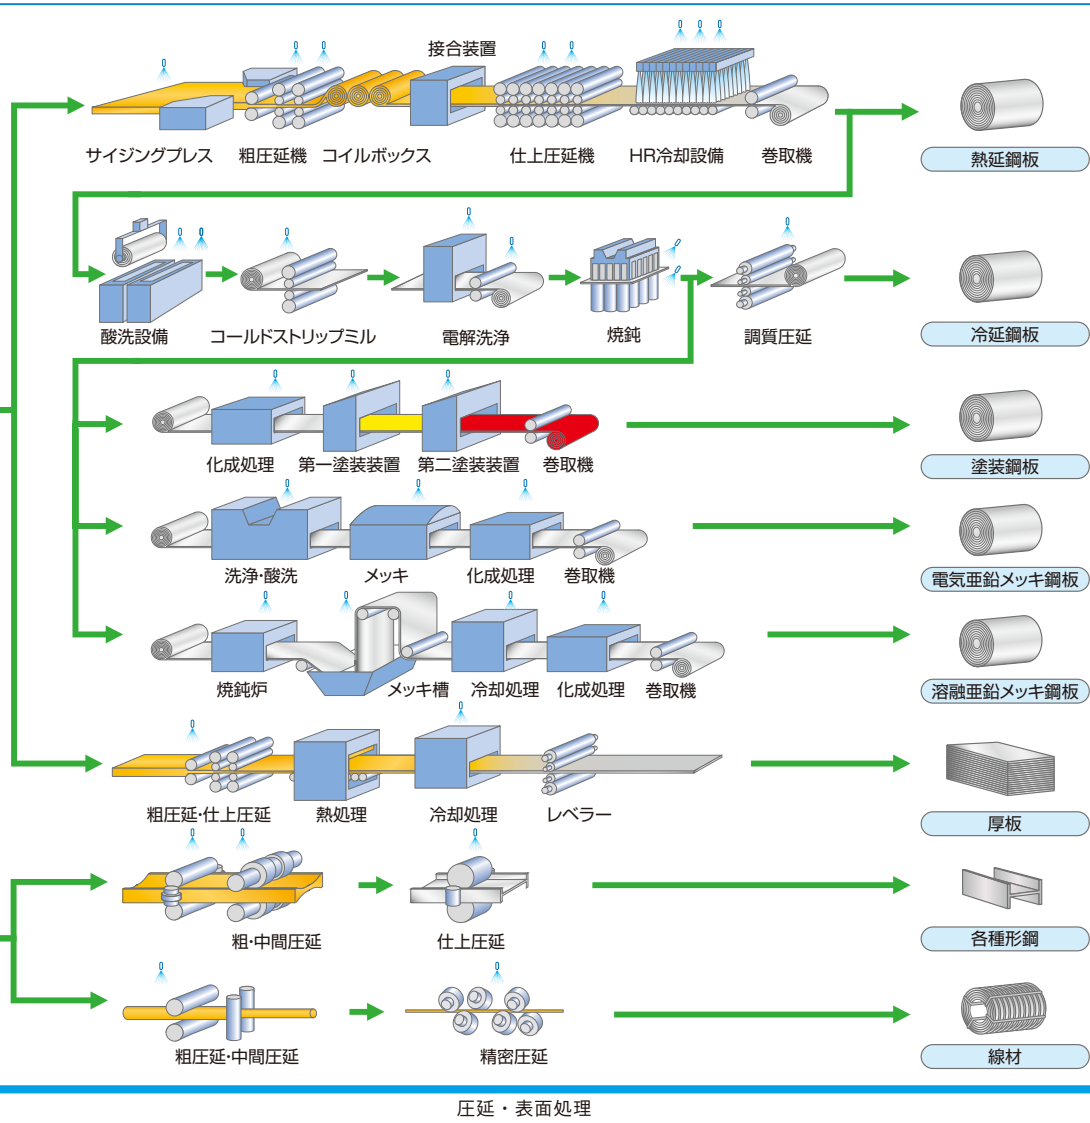 接合装置
サイジングプレス
粗圧延機
コイルボックス
仕上圧延機
HR冷却設備
巻取機
熱延鋼板
酸洗設備
コールドストリップミル
電解洗浄
焼鈍
調質圧延
冷延鋼板
化成処理
第一塗装装置
第二塗装装置
巻取機
塗装鋼板
洗浄・酸洗
メッキ
化成処理
巻取機
電気亜鉛メッキ鋼板
焼鈍炉
メッキ槽
冷却処理
化成処理
巻取機
溶融亜鉛メッキ鋼板
粗圧延・仕上圧延
熱処理
冷却処理
レベラー
厚板
粗・中間圧延
仕上圧延
各種形鋼
粗圧延・中間圧延
精密圧延
線材
圧延・表面処理